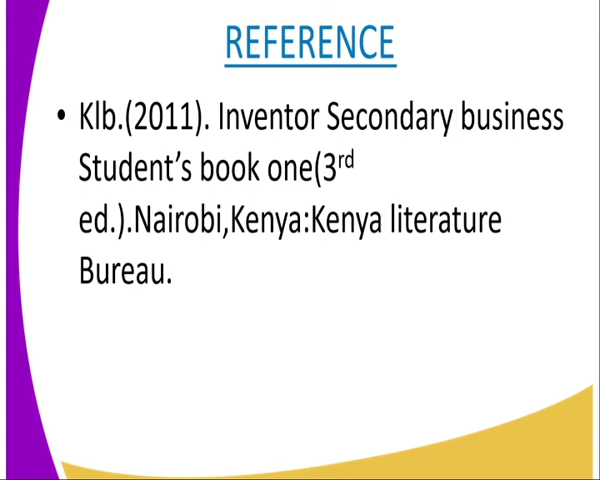 REFERENCE
• Klb.(2011). Inventor Secondary business
Student’s book one(3rd
ed.).Nairobi,Kenya:Kenya literature
Bureau.